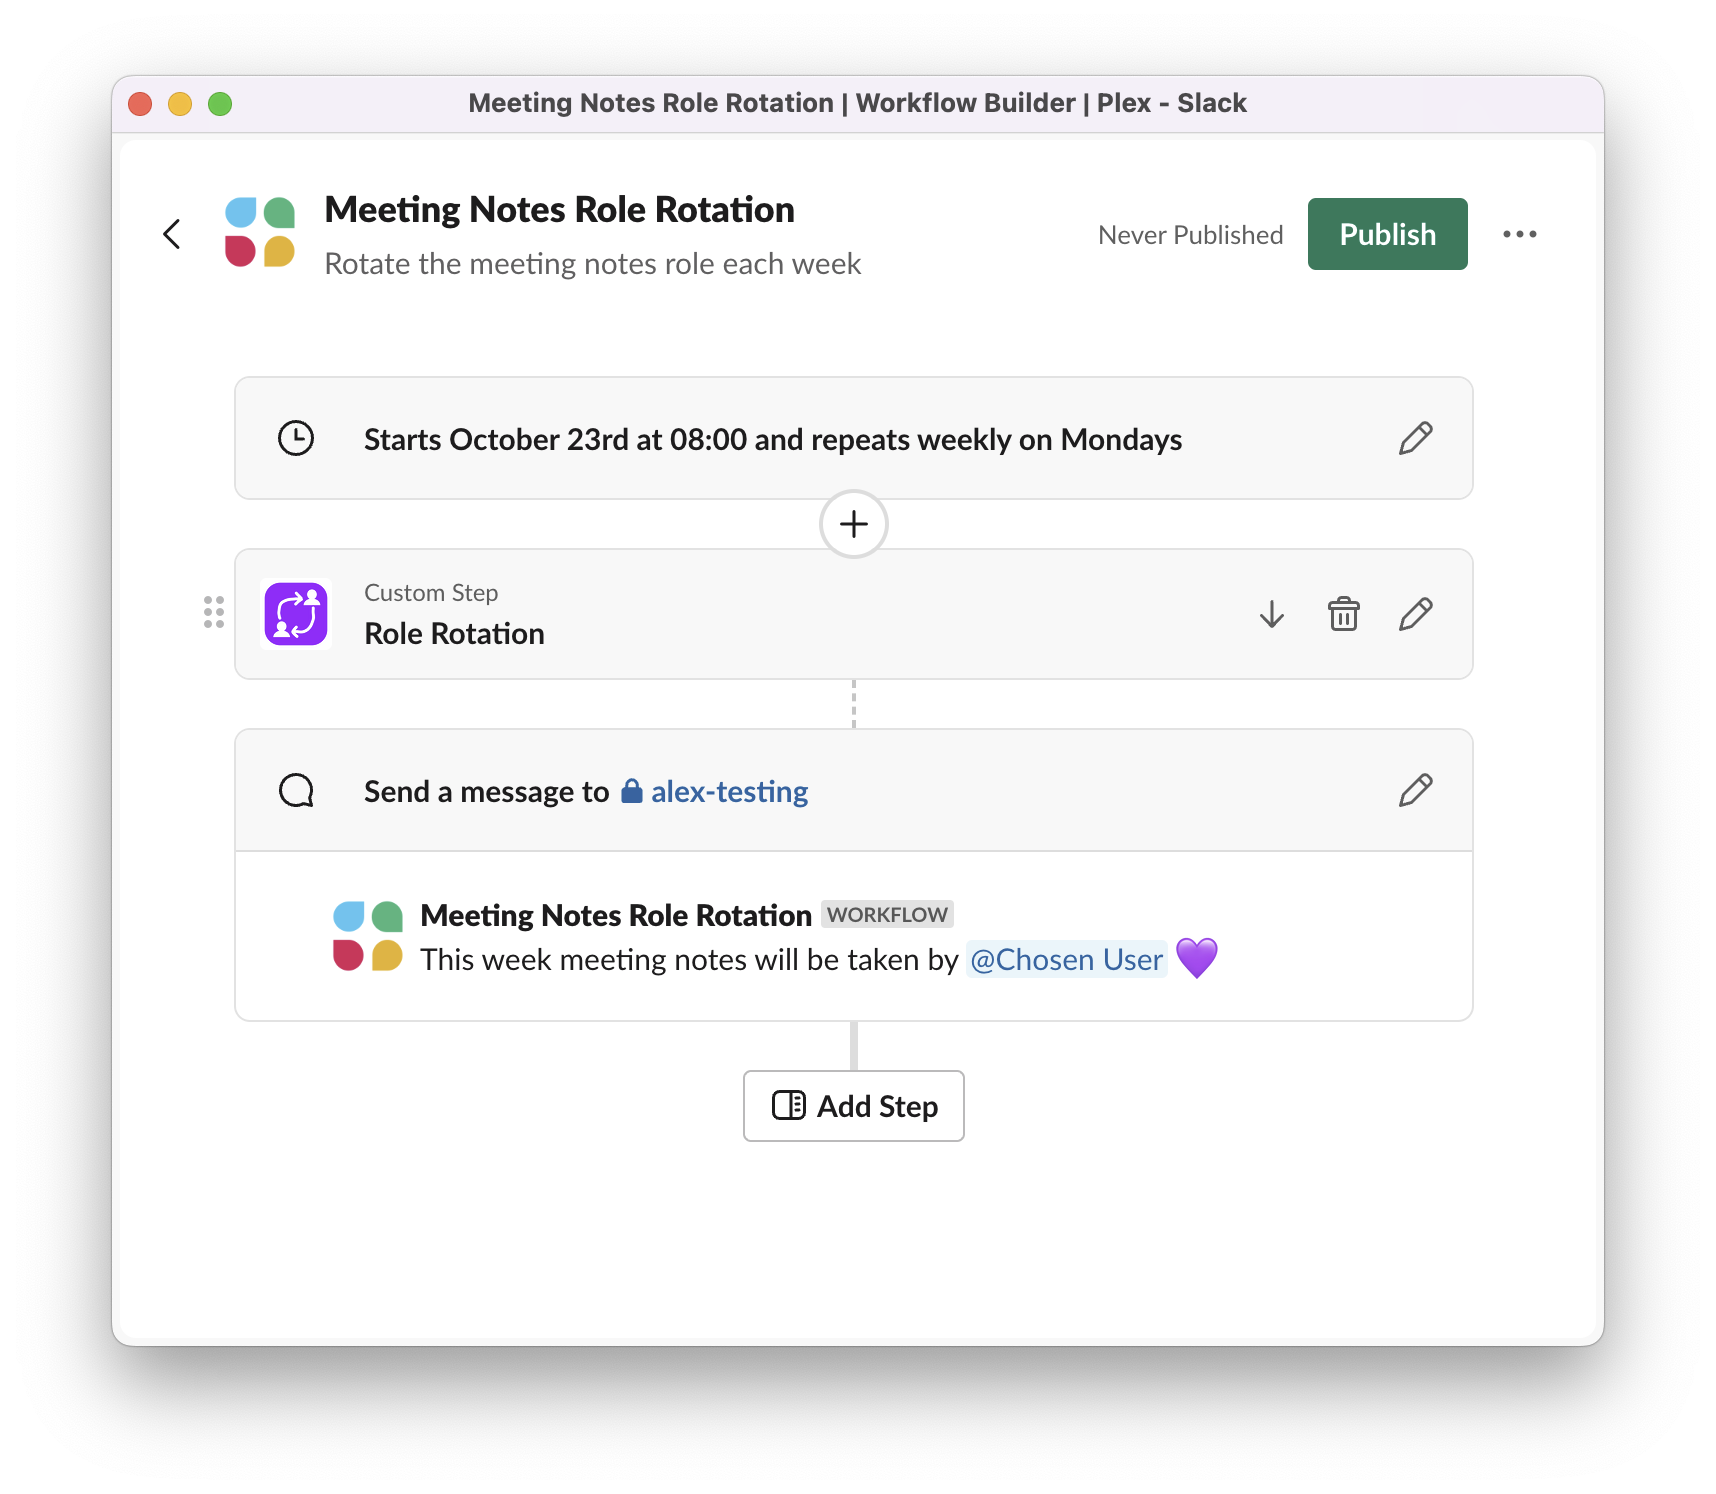 Meeting Notes Role Rotation | Workflow Builder | Plex - Slack
Meeting Notes Role Rotation
Rotate the meeting notes role each week
Never Published
Publish
Starts October 23rd at 08:00 and repeats weekly on Mondays
Custom Step
Role Rotation
Send a message to alex-testing
Meeting Notes Role Rotation WORKFLOW
This week meeting notes will be taken by @Chosen User 💜
Add Step